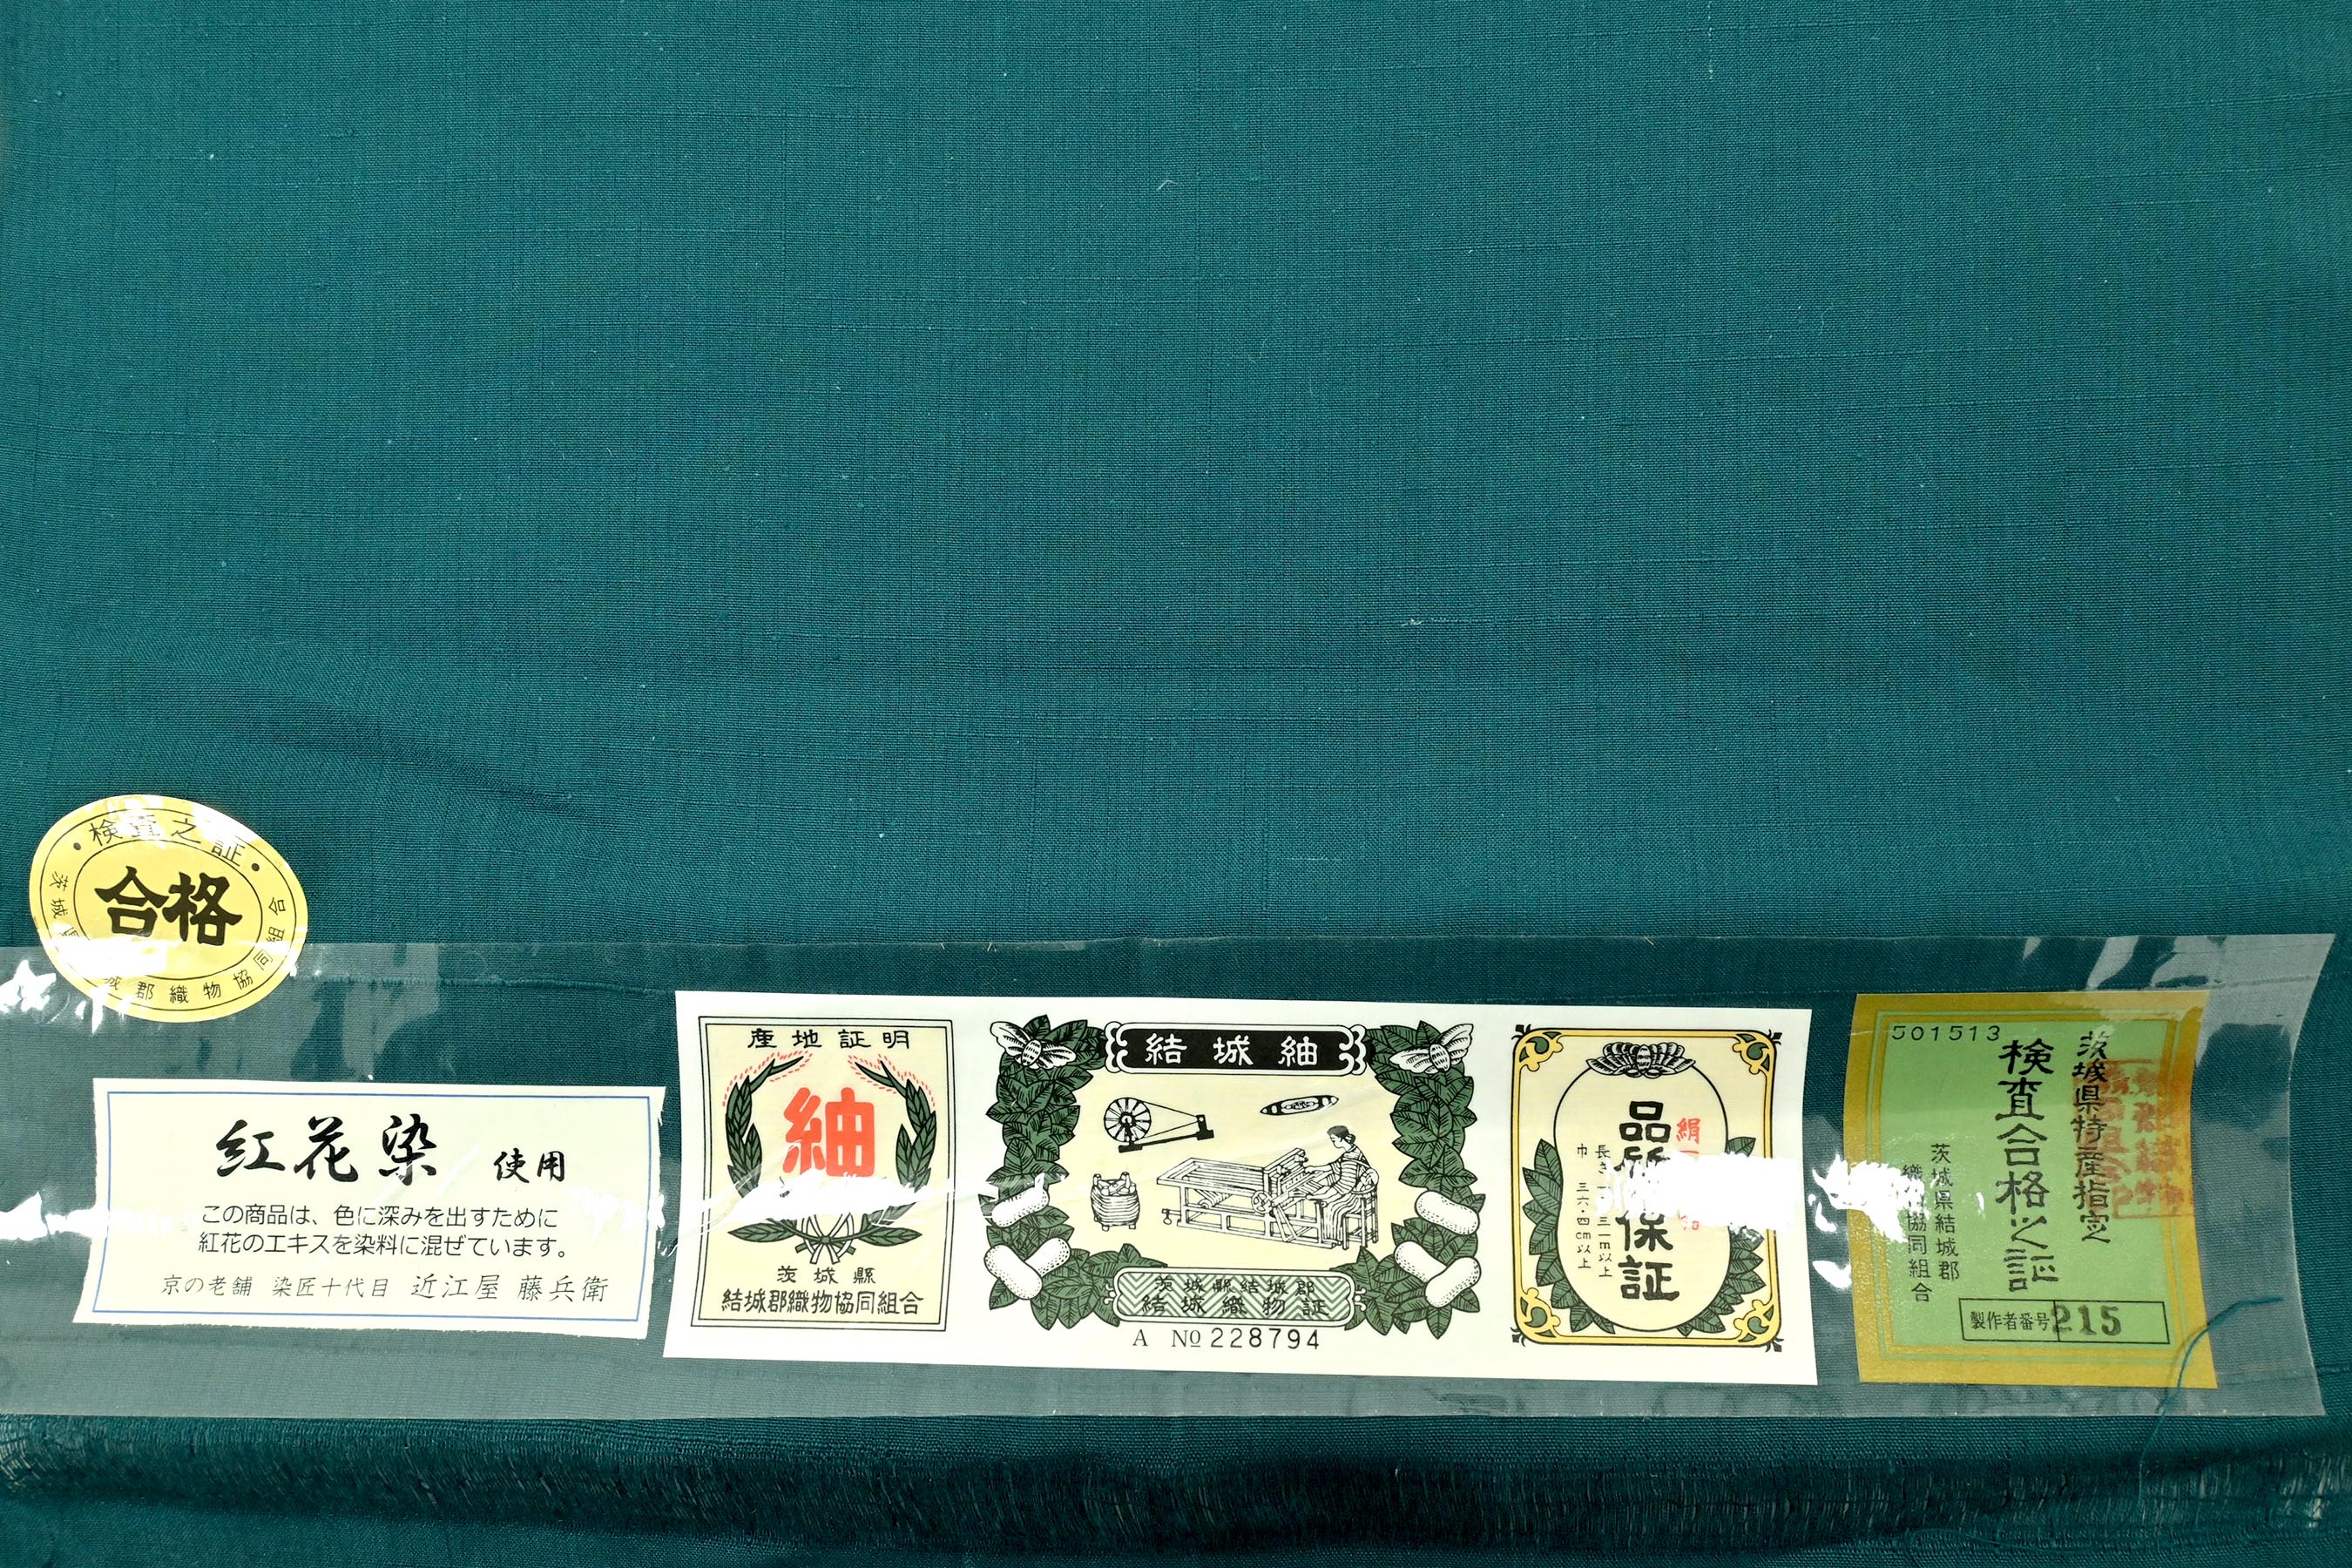 検査之証
合格
郡織物協同組合
紅花染 使用
この商品は、色に深みを出すために
紅花のエキスを染料に混ぜています。
京の老舗 染匠十代目 近江屋 藤兵衛
産地証明
紬
茨城縣
結城郡織物協同組合
結城紬
茨城縣結城郡
結城織物証
A №228794
絹
品質保証
長さ
巾 三六・四cm以上
501513
茨城県特産指定
検査合格之証
茨城県結城郡
織物協同組合
製作者番号 215